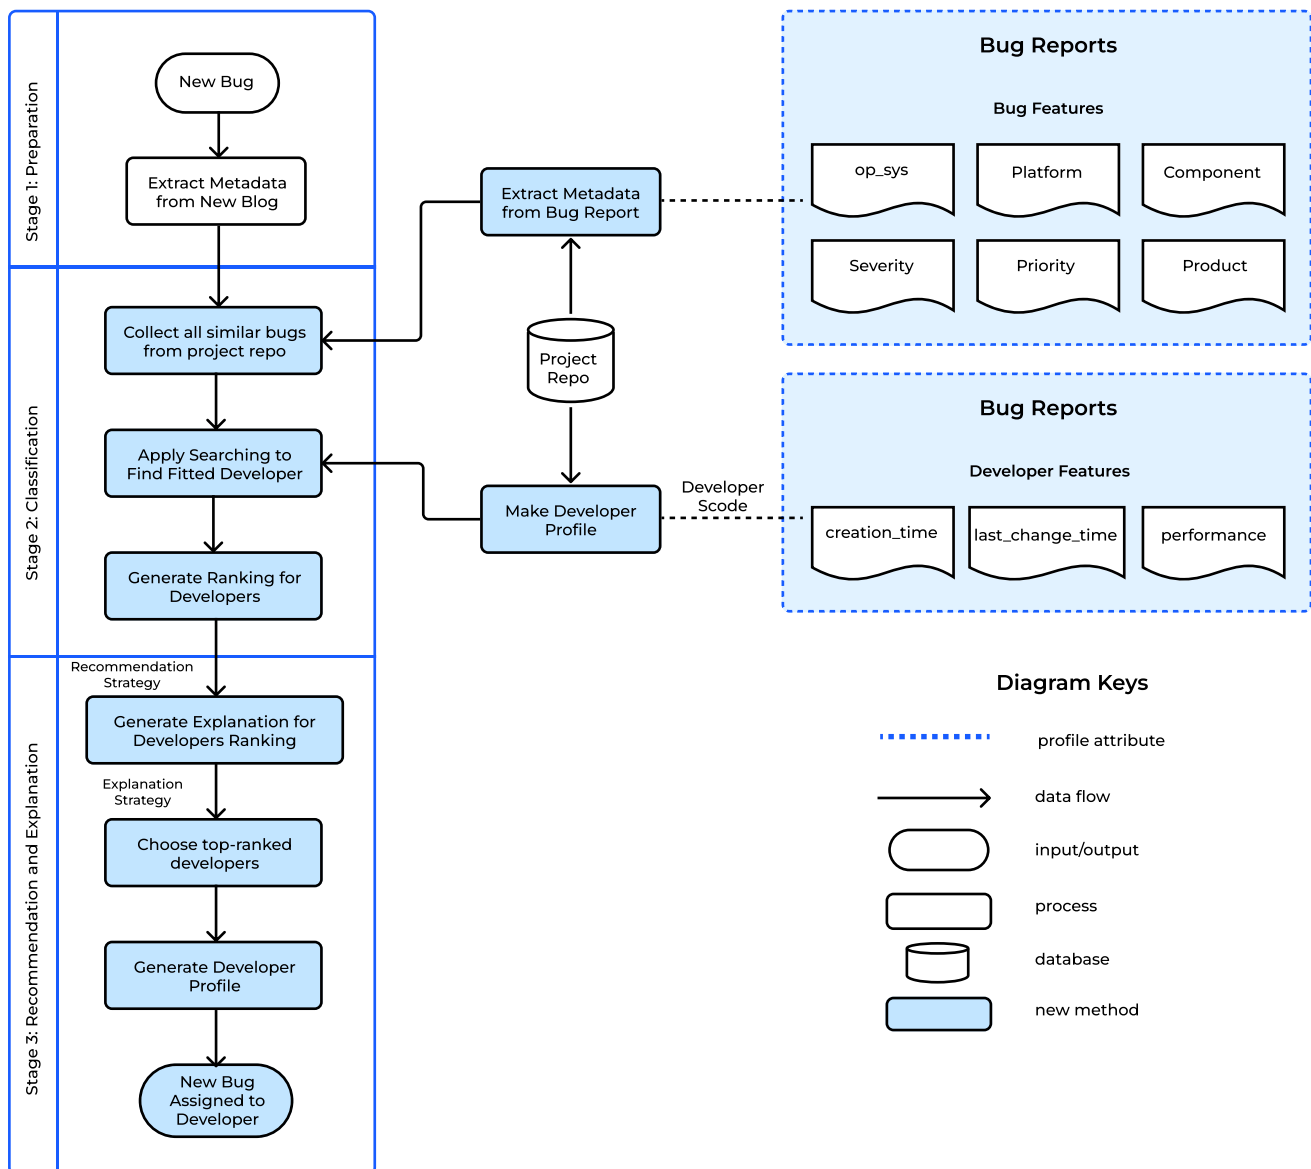 Stage 1: Preparation
New Bug
Extract Metadata
from New Blog
Stage 2: Classification
Collect all similar bugs
from project repo
Apply Searching to
Find Fitted Developer
Generate Ranking for
Developers
Stage 3: Recommendation and Explanation
Recommendation
Strategy
Generate Explanation for
Developers Ranking
Explanation
Strategy
Choose top-ranked
developers
Generate Developer
Profile
New Bug
Assigned to
Developer
Extract Metadata
from Bug Report
Project
Repo
Make Developer
Profile
Developer
Scode
Bug Reports
Bug Features
op_sys
Platform
Component
Severity
Priority
Product
Bug Reports
Developer Features
creation_time
last_change_time
performance
Diagram Keys
profile attribute
data flow
input/output
process
database
new method